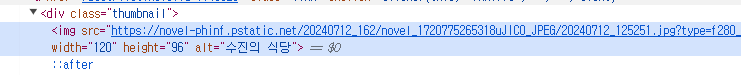 <div class="thumbnail">
<img src="https://novel-phinf.pstatic.net/20240712_162/novel_1720775265318uJlC0_JPEG/20240712_125251.jpg?type=f280_
width="120" height="96" alt="수진의 식당"> == $0
::after